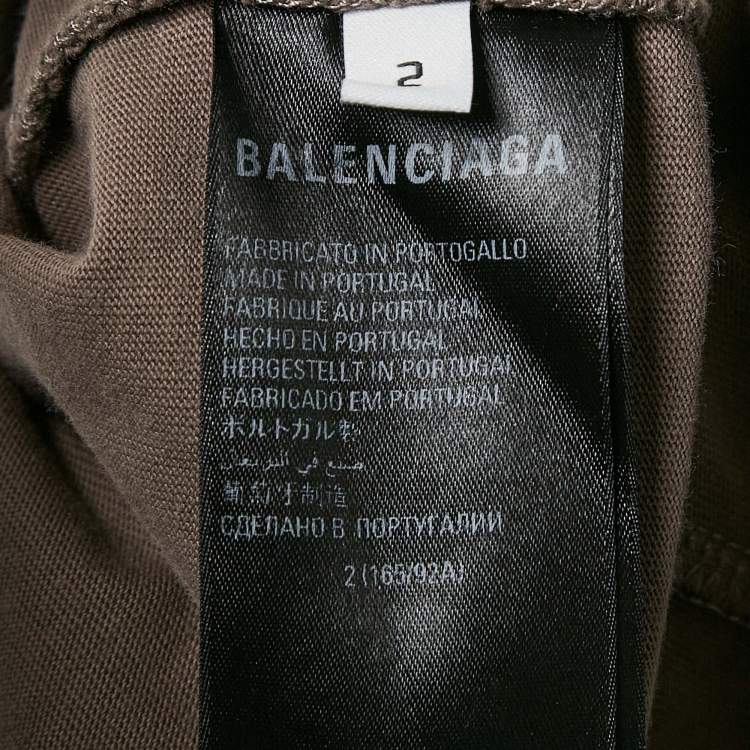 2
BALENCIAGA
FABBRICATO IN PORTOGALLO
MADE IN PORTUGAL
FABRIQUE AU PORTUGAL
HECHO EN PORTUGAL
HERGESTELLT IN PORTUGAL
FABRICADO EM PORTUGAL
ポルトガル製
صنع في البرتغال
葡萄牙制造
СДЕЛАНО В ПОРТУГАЛИИ
2 (165/92A)